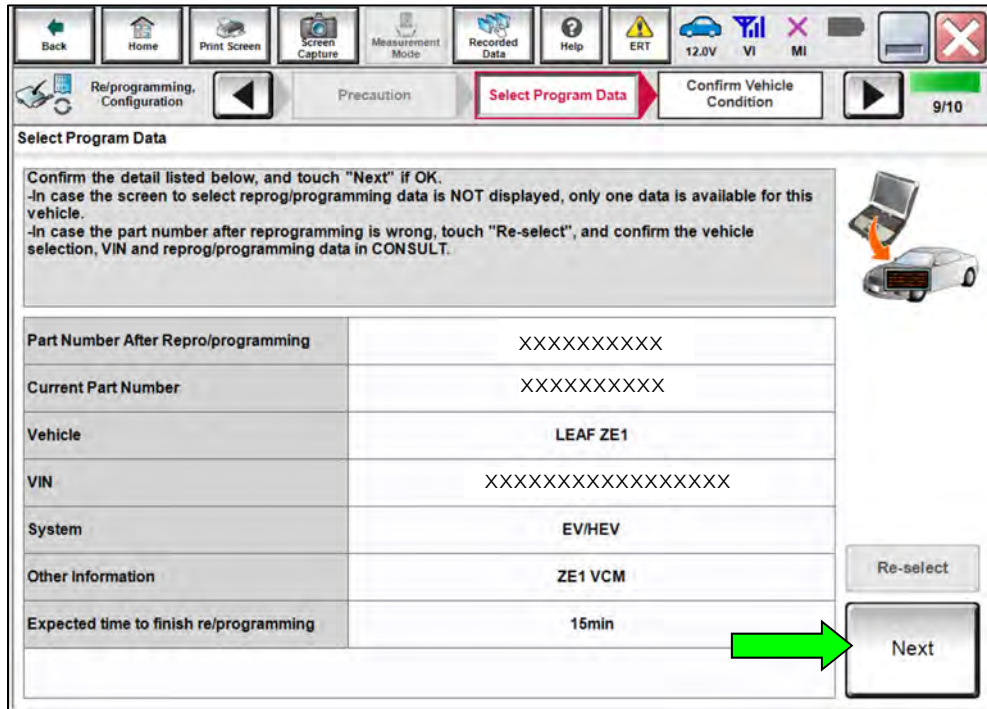 Back
Home
Print Screen
Screen Capture
Measurement Mode
Recorded Data
Help
ERT
12.0V
VI
MI
Re/programming, Configuration
Precaution
Select Program Data
Confirm Vehicle Condition
9/10
Select Program Data
Confirm the detail listed below, and touch "Next" if OK.
-In case the screen to select reprog/programming data is NOT displayed, only one data is available for this
vehicle.
-In case the part number after reprogramming is wrong, touch "Re-select", and confirm the vehicle
selection, VIN and reprog/programming data in CONSULT.
Part Number After Repro/programming
XXXXXXXXXX
Current Part Number
XXXXXXXXXX
Vehicle
LEAF ZE1
VIN
XXXXXXXXXXXXXXXXX
System
EV/HEV
Other Information
ZE1 VCM
Expected time to finish re/programming
15min
Re-select
Next